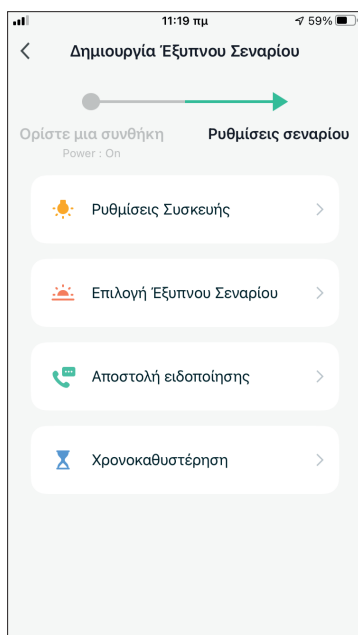 11:19 πμ
59%
Δημιουργία Έξυπνου Σεναρίου
Ορίστε μια συνθήκη
Ρυθμίσεις σεναρίου
Power : On
Ρυθμίσεις Συσκευής
Επιλογή Έξυπνου Σεναρίου
Αποστολή ειδοποίησης
Χρονοκαθυστέρηση